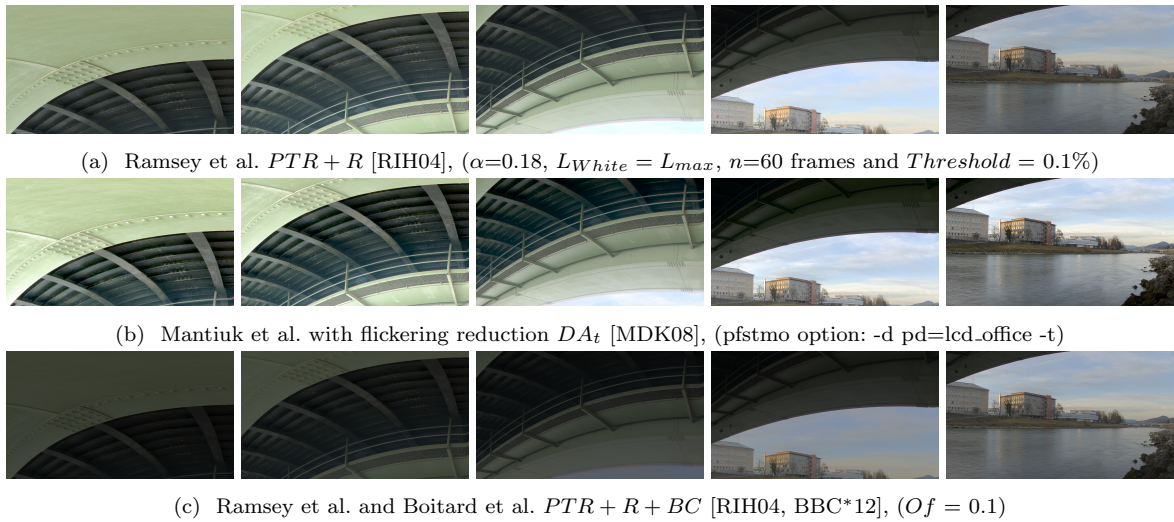 (a) Ramsey et al. PTR + R [RIH04], (α=0.18, L_White = L_max, n=60 frames and Threshold = 0.1%)
(b) Mantiuk et al. with flickering reduction DA_t [MDK08], (pfstmo option: -d pd=lcd_office -t)
(c) Ramsey et al. and Boitard et al. PTR + R + BC [RIH04, BBC*12], (Of = 0.1)